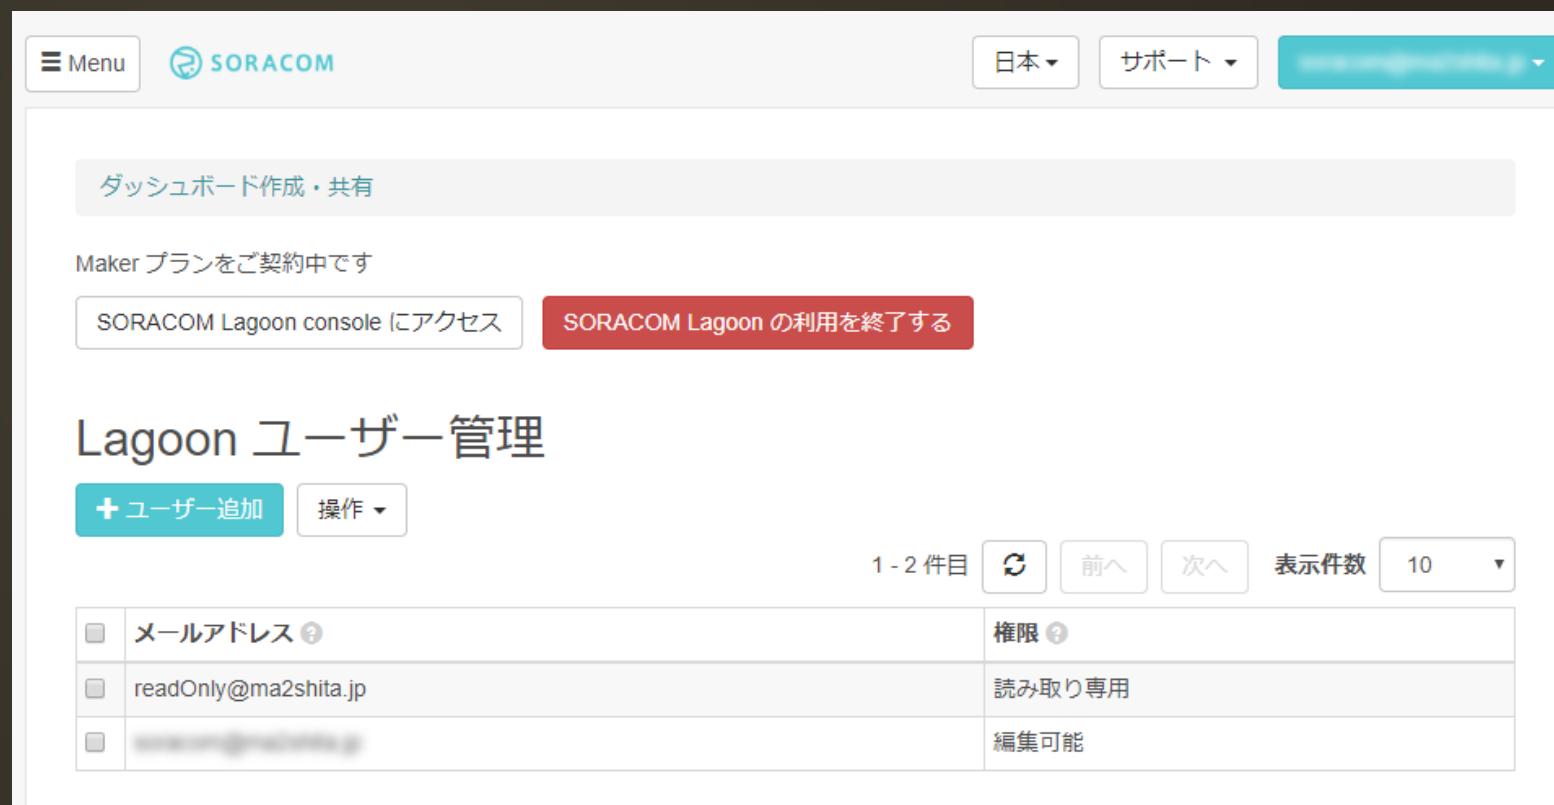 Menu SORACOM 日本 サポート
ダッシュボード作成・共有
Maker プランをご契約中です
SORACOM Lagoon console にアクセス SORACOM Lagoon の利用を終了する
Lagoon ユーザー管理
ユーザー追加 操作
1 - 2 件目 前へ 次へ 表示件数 10
メールアドレス 権限
readOnly@ma2shita.jp 読み取り専用
編集可能